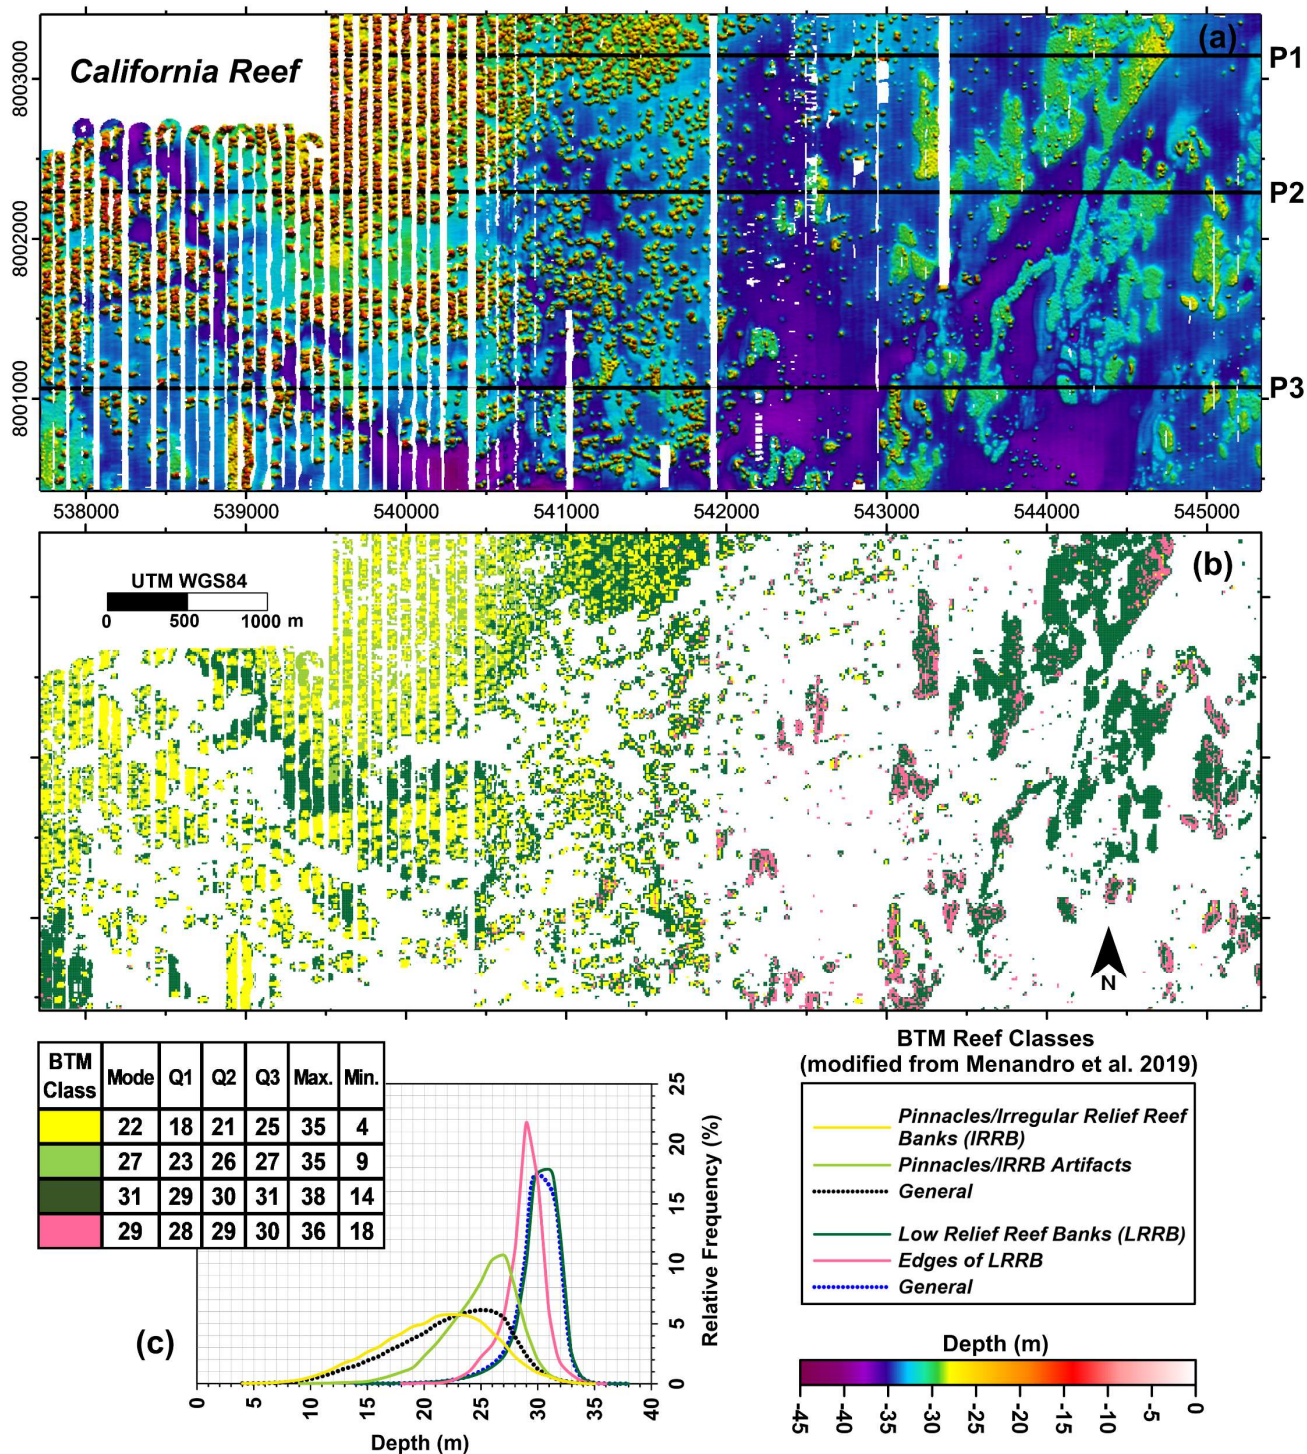 California Reef
(a)
P1
P2
P3
8003000
8002000
8001000
538000 539000 540000 541000 542000 543000 544000 545000
(b)
UTM WGS84
0 500 1000 m
N
BTM Class Mode Q1 Q2 Q3 Max. Min.
22 18 21 25 35 4
27 23 26 27 35 9
31 29 30 31 38 14
29 28 29 30 36 18
(c)
25
20
15
10
5
0
Relative Frequency (%)
0 5 10 15 20 25 30 35 40
Depth (m)
BTM Reef Classes
(modified from Menandro et al. 2019)
Pinnacles/Irregular Relief Reef
Banks (IRRB)
Pinnacles/IRRB Artifacts
General
Low Relief Reef Banks (LRRB)
Edges of LRRB
General
Depth (m)
-45 -40 -35 -30 -25 -20 -15 -10 -5 0